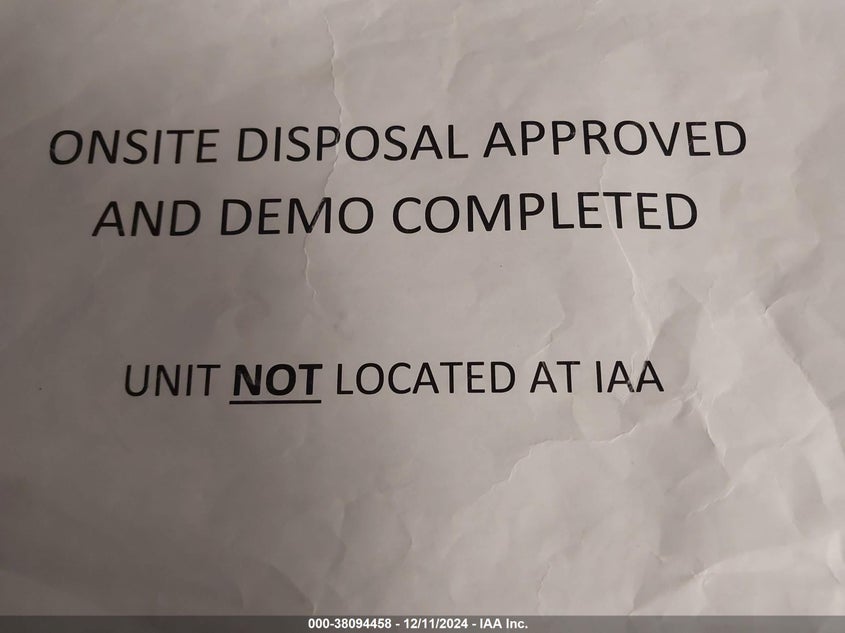 ONSITE DISPOSAL APPROVED
AND DEMO COMPLETED
UNIT NOT LOCATED AT IAA
000-38094458 - 12/11/2024 - IAA Inc.